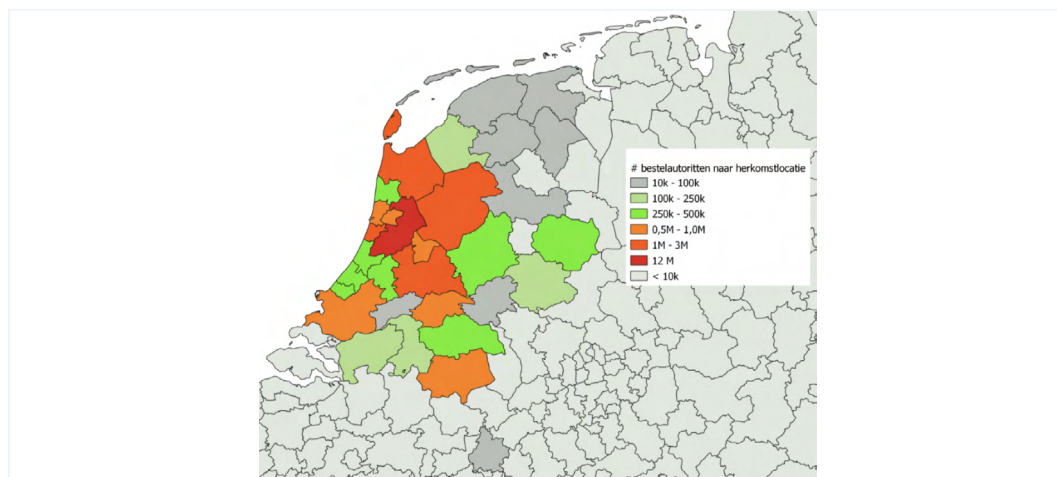 # bestelautoritten naar herkomstlocatie
10k - 100k
100k - 250k
250k - 500k
0,5M - 1,0M
1M - 3M
12 M
< 10k